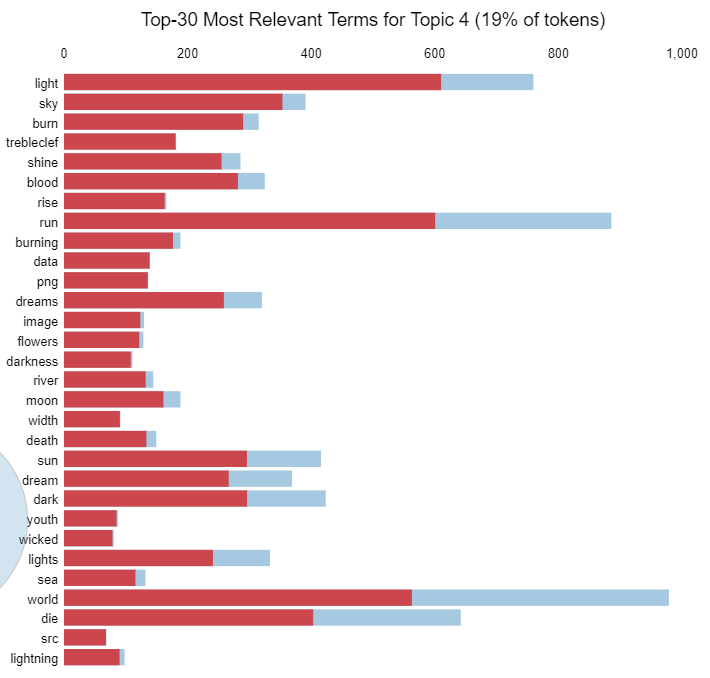 Top-30 Most Relevant Terms for Topic 4 (19% of tokens)
0 200 400 600 800 1,000
light
sky
burn
trebleclef
shine
blood
rise
run
burning
data
png
dreams
image
flowers
darkness
river
moon
width
death
sun
dream
dark
youth
wicked
lights
sea
world
die
src
lightning